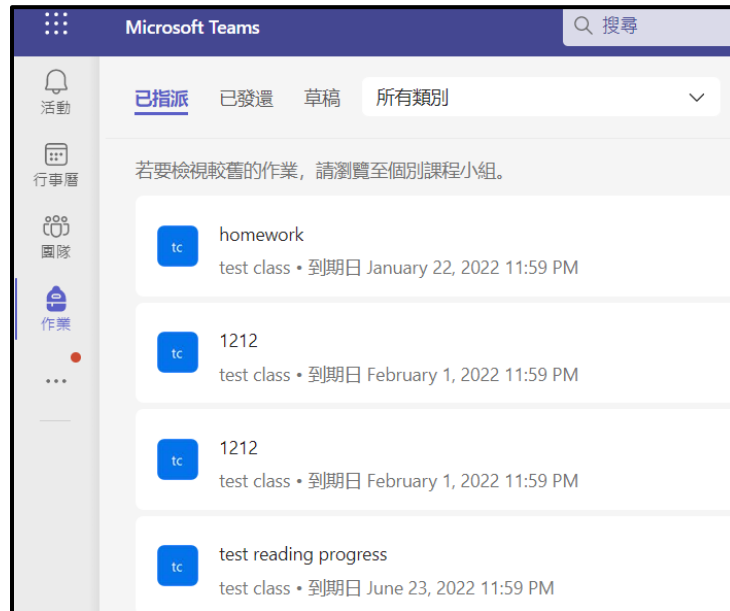 Microsoft Teams
搜尋
活動
行事曆
團隊
作業
已指派 已發還 草稿 所有類別
若要檢視較舊的作業，請瀏覽至個別課程小組。
tc
homework
test class • 到期日 January 22, 2022 11:59 PM
tc
1212
test class • 到期日 February 1, 2022 11:59 PM
tc
1212
test class • 到期日 February 1, 2022 11:59 PM
tc
test reading progress
test class • 到期日 June 23, 2022 11:59 PM